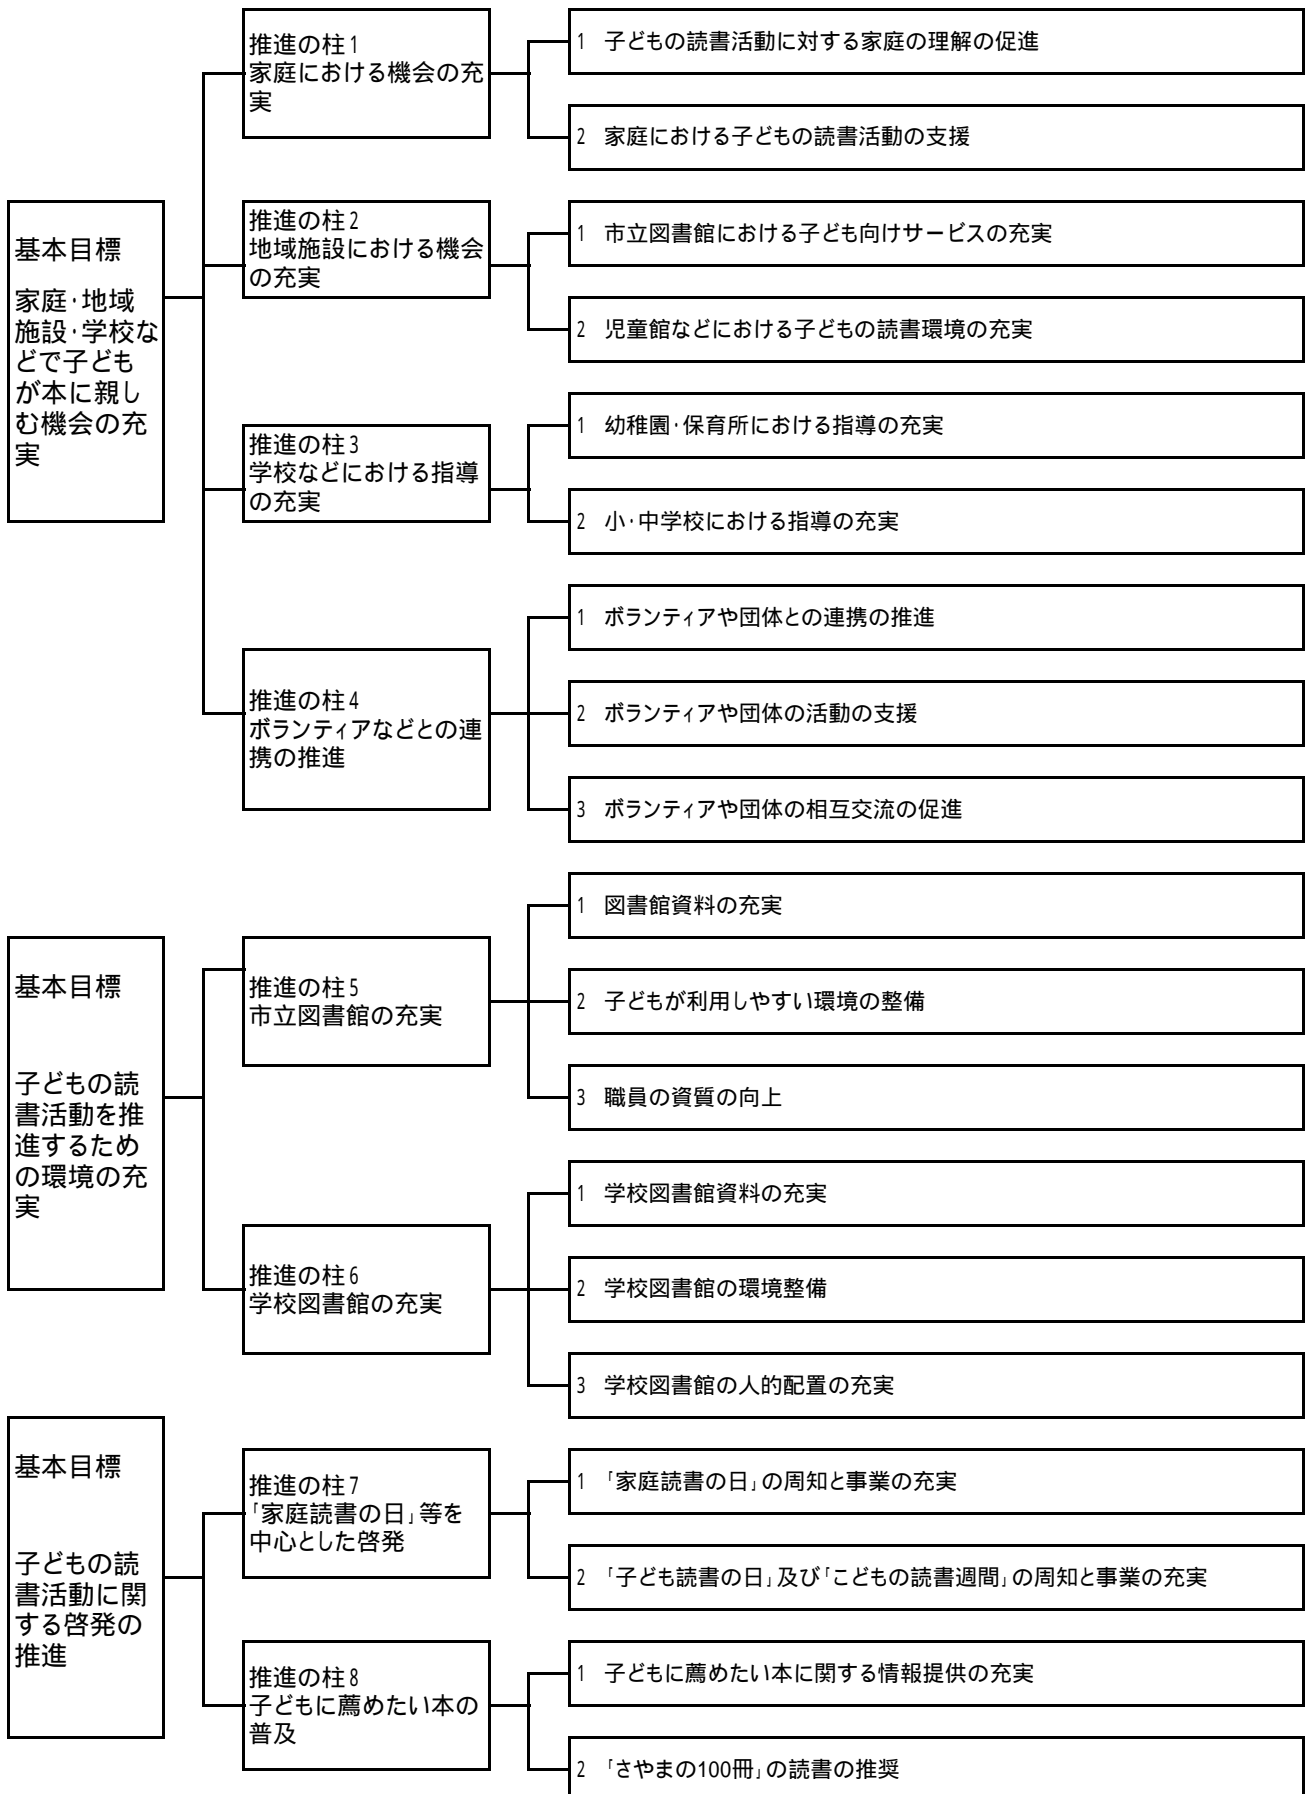 基本目標
家庭・地域
施設・学校な
どで子ども
が本に親し
む機会の充
実
推進の柱1
家庭における機会の充
実
1 子どもの読書活動に対する家庭の理解の促進
2 家庭における子どもの読書活動の支援
推進の柱2
地域施設における機会
の充実
1 市立図書館における子ども向けサービスの充実
2 児童館などにおける子どもの読書環境の充実
推進の柱3
学校などにおける指導
の充実
1 幼稚園・保育所における指導の充実
2 小・中学校における指導の充実
推進の柱4
ボランティアなどとの連
携の推進
1 ボランティアや団体との連携の推進
2 ボランティアや団体の活動の支援
3 ボランティアや団体の相互交流の促進
基本目標
子どもの読
書活動を推
進するため
の環境の充
実
推進の柱5
市立図書館の充実
1 図書館資料の充実
2 子どもが利用しやすい環境の整備
3 職員の資質の向上
推進の柱6
学校図書館の充実
1 学校図書館資料の充実
2 学校図書館の環境整備
3 学校図書館の人的配置の充実
基本目標
子どもの読
書活動に関
する啓発の
推進
推進の柱7
「家庭読書の日」等を
中心とした啓発
1 「家庭読書の日」の周知と事業の充実
2 「子ども読書の日」及び「こどもの読書週間」の周知と事業の充実
推進の柱8
子どもに薦めたい本の
普及
1 子どもに薦めたい本に関する情報提供の充実
2 「さやまの100冊」の読書の推奨